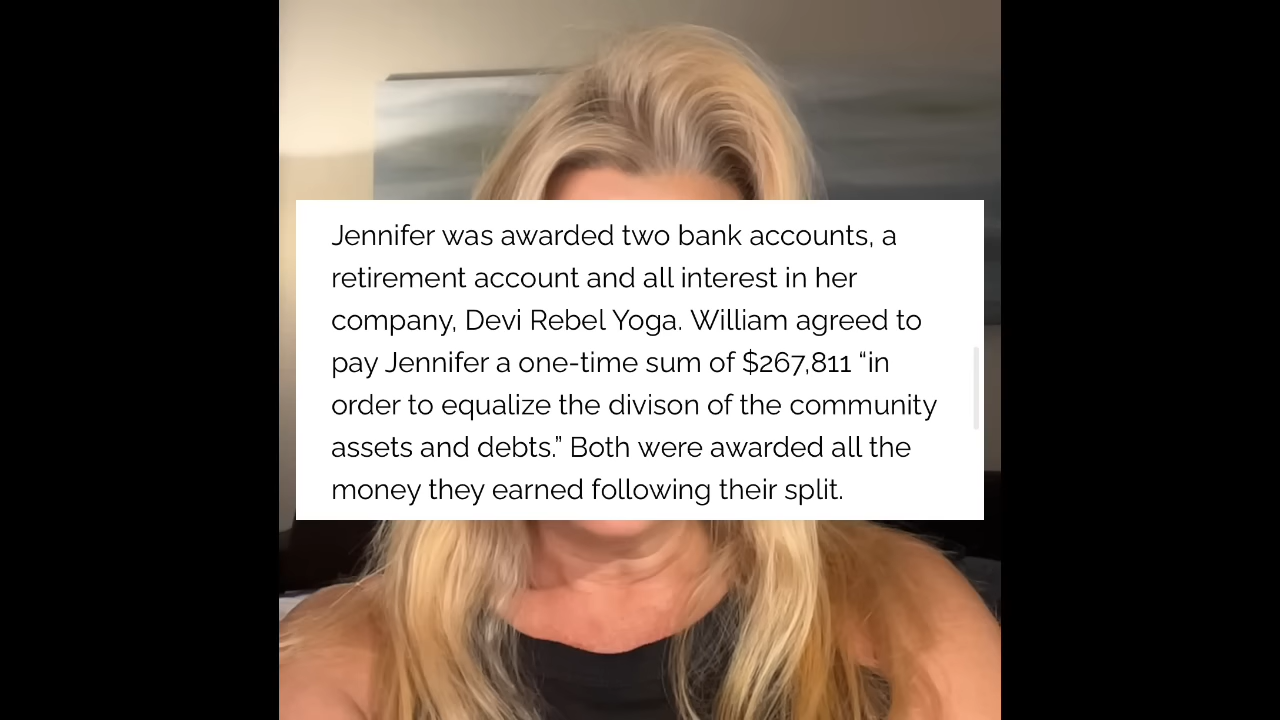 Jennifer was awarded two bank accounts, a
retirement account and all interest in her
company, Devi Rebel Yoga. William agreed to
pay Jennifer a one-time sum of $267,811 “in
order to equalize the divison of the community
assets and debts.” Both were awarded all the
money they earned following their split.